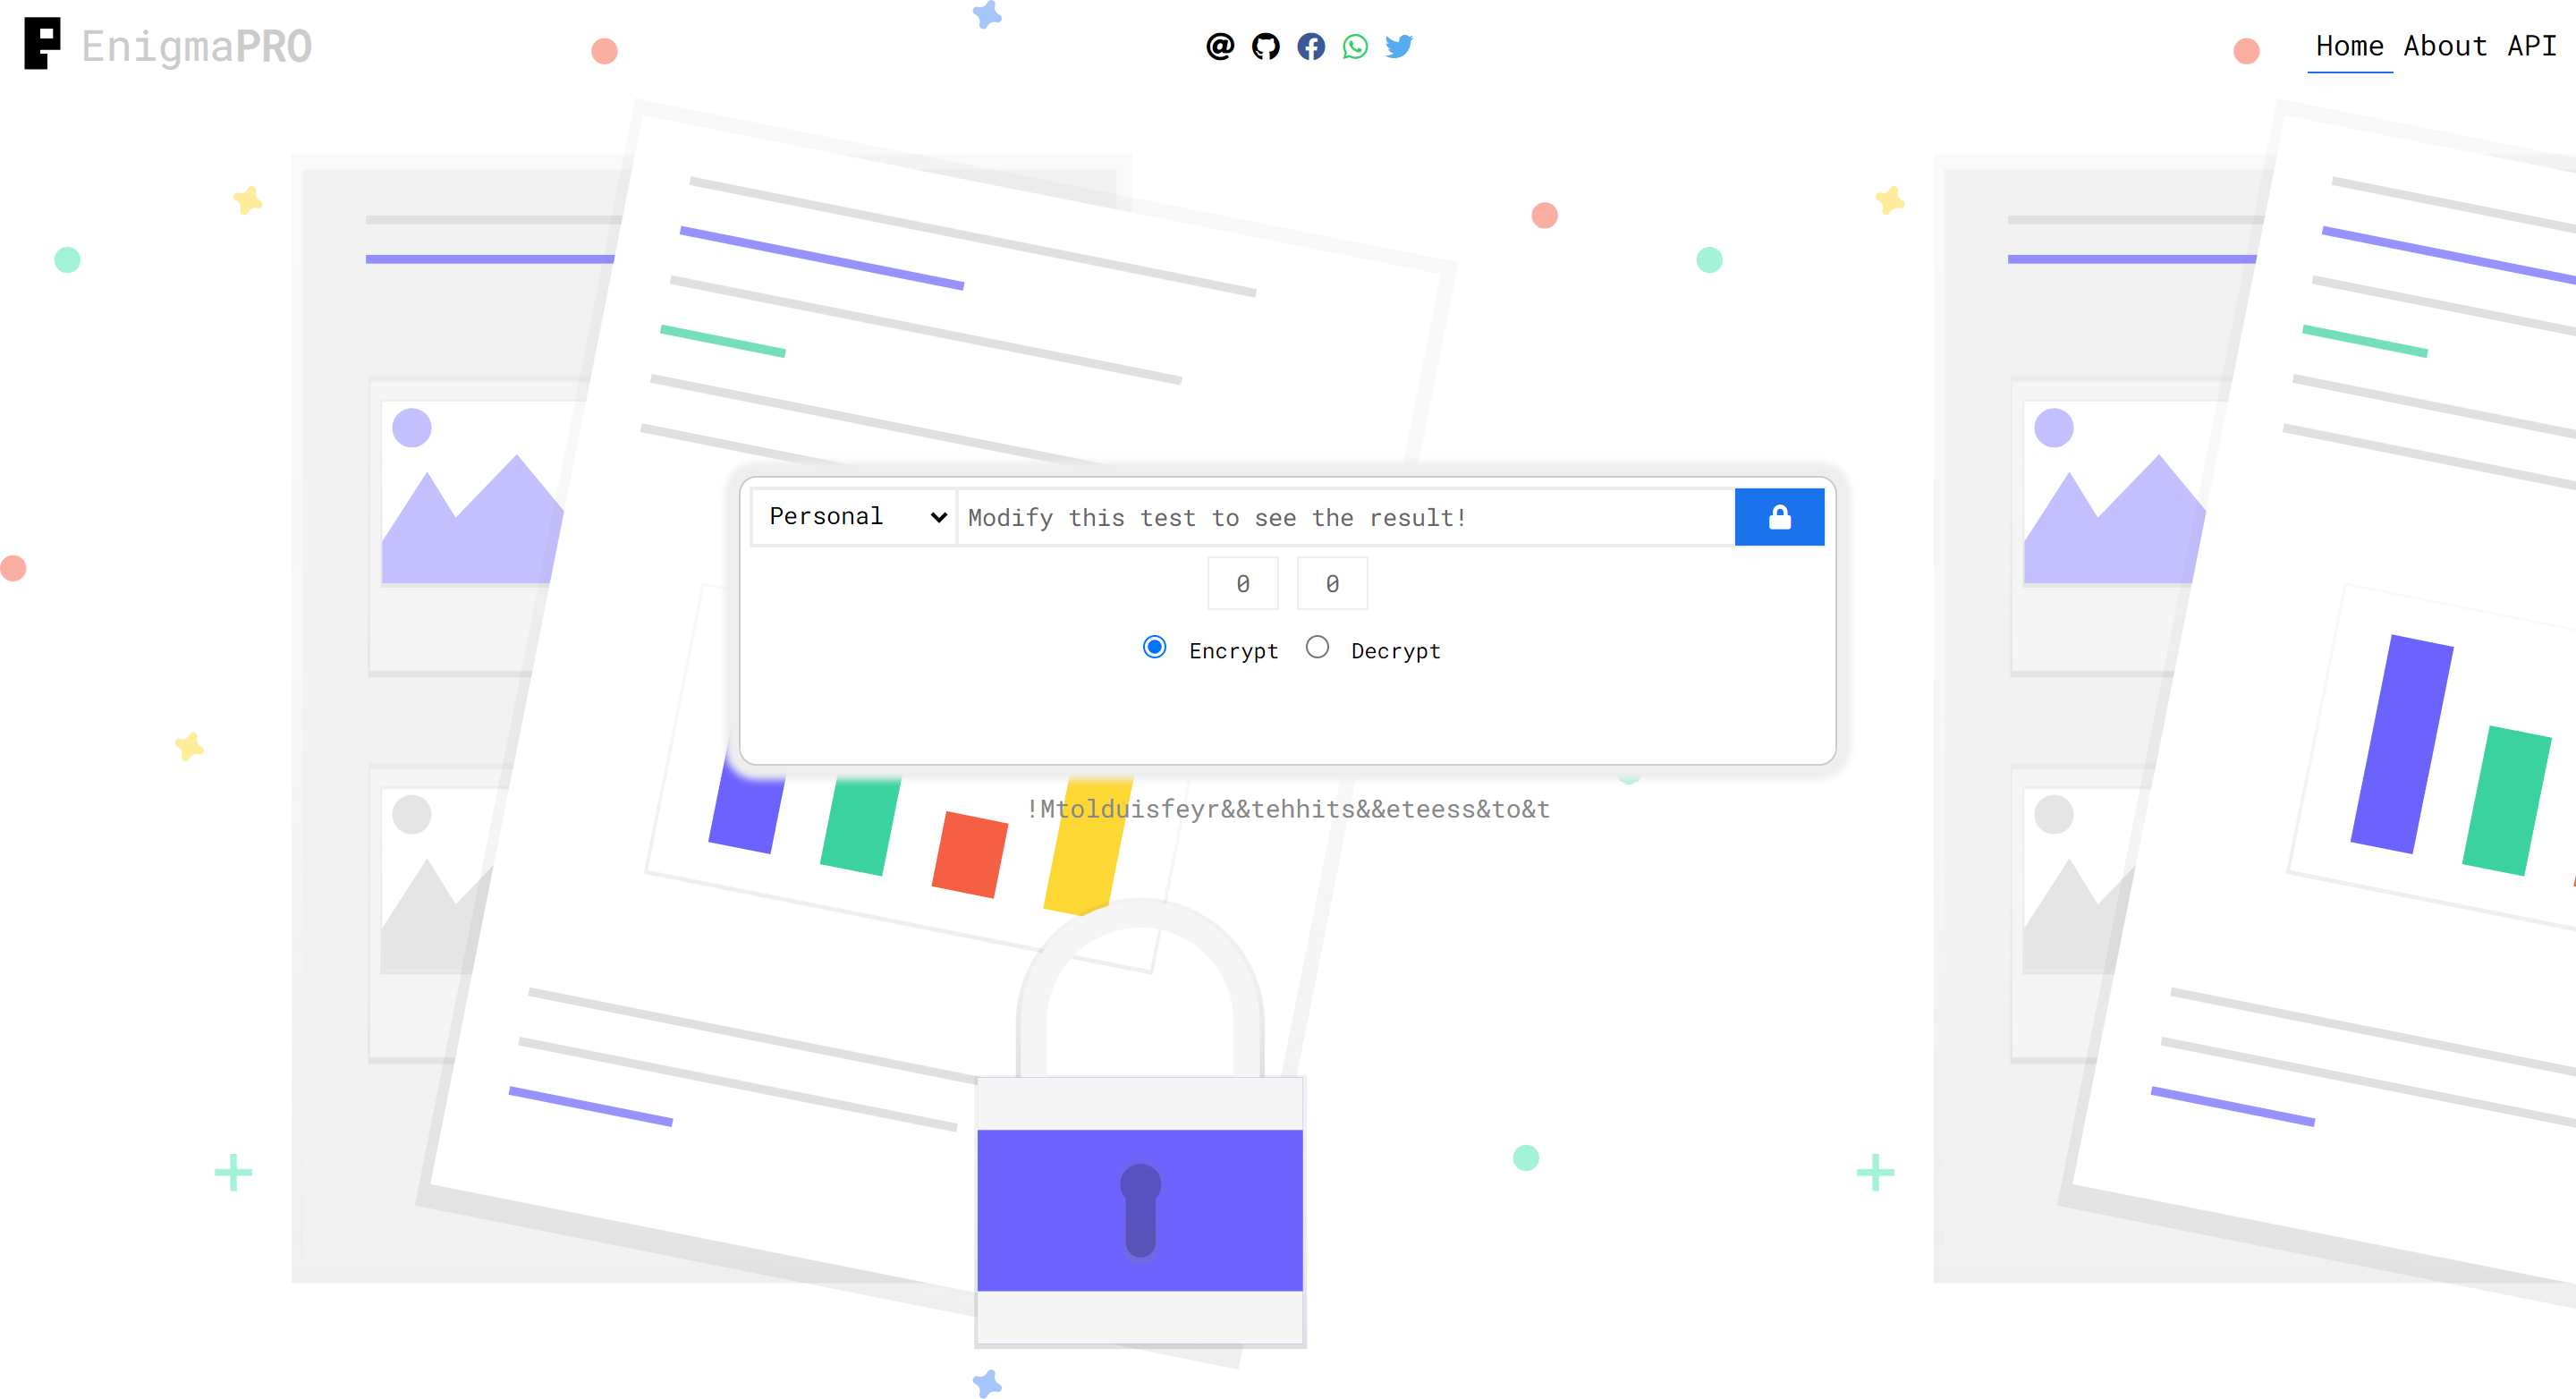 EnigmaPRO
Home About API
Personal
Modify this test to see the result!
0 0
Encrypt Decrypt
!Mtolduisfeyr&&tehhits&&eteess&to&t